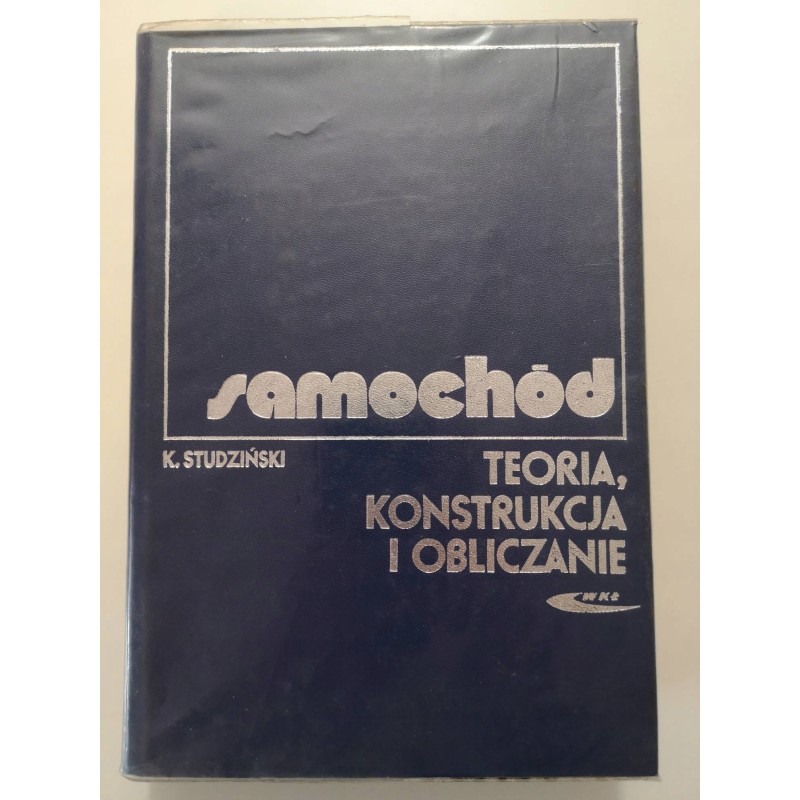 samochód
K. STUDZIŃSKI
TEORIA,
KONSTRUKCJA
I OBLICZANIE
WKŁ